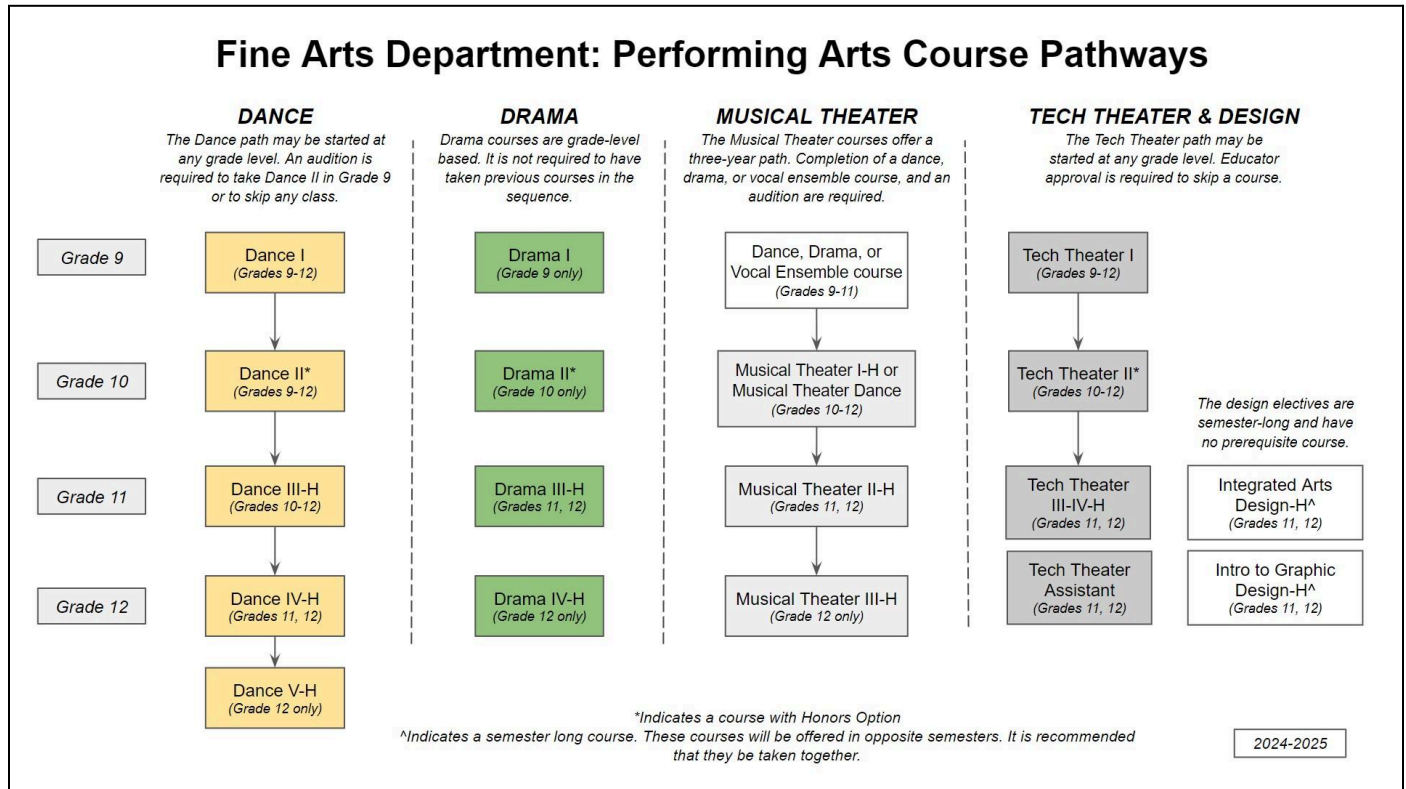 Fine Arts Department: Performing Arts Course Pathways
DANCE
The Dance path may be started at
any grade level. An audition is
required to take Dance II in Grade 9
or to skip any class.
DRAMA
Drama courses are grade-level
based. It is not required to have
taken previous courses in the
sequence.
MUSICAL THEATER
The Musical Theater courses offer a
three-year path. Completion of a dance,
drama, or vocal ensemble course, and an
audition are required.
TECH THEATER & DESIGN
The Tech Theater path may be
started at any grade level. Educator
approval is required to skip a course.
Grade 9
Dance I
(Grades 9-12)
Drama I
(Grade 9 only)
Dance, Drama, or
Vocal Ensemble course
(Grades 9-11)
Tech Theater I
(Grades 9-12)
Grade 10
Dance II*
(Grades 9-12)
Drama II*
(Grade 10 only)
Musical Theater I-H or
Musical Theater Dance
(Grades 10-12)
Tech Theater II*
(Grades 10-12)
The design electives are
semester-long and have
no prerequisite course.
Grade 11
Dance III-H
(Grades 10-12)
Drama III-H
(Grades 11, 12)
Musical Theater II-H
(Grades 11, 12)
Tech Theater
III-IV-H
(Grades 11, 12)
Integrated Arts
Design-H^
(Grades 11, 12)
Grade 12
Dance IV-H
(Grades 11, 12)
Drama IV-H
(Grade 12 only)
Musical Theater III-H
(Grade 12 only)
Tech Theater
Assistant
(Grades 11, 12)
Intro to Graphic
Design-H^
(Grades 11, 12)
Dance V-H
(Grade 12 only)
*Indicates a course with Honors Option
^Indicates a semester long course. These courses will be offered in opposite semesters. It is recommended
that they be taken together.
2024-2025